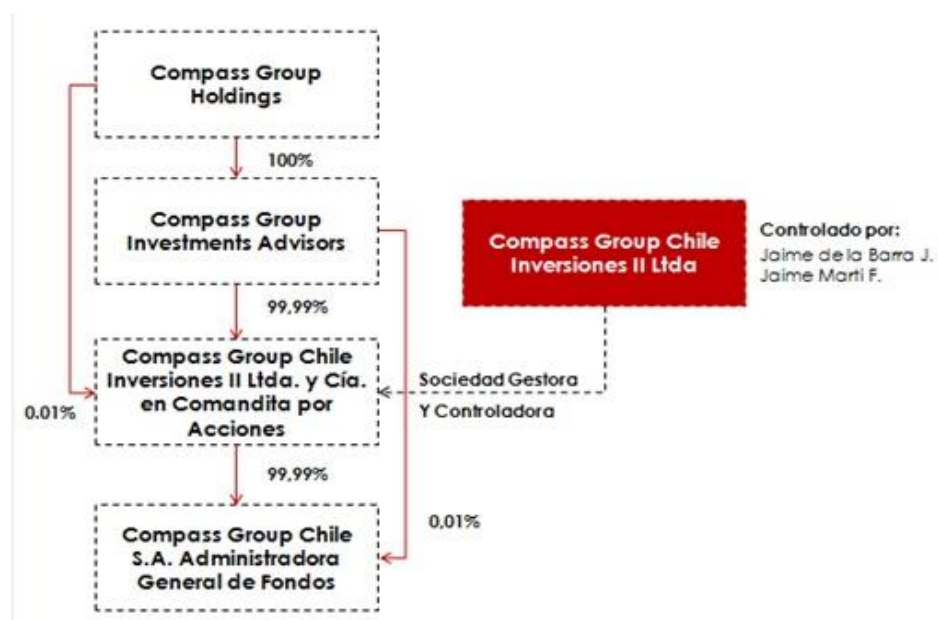 Compass Group
Holdings
100%
Compass Group
Investments Advisors
99,99%
Compass Group Chile
Inversiones II Ltda. y Cía.
en Comandita por
Acciones
0.01%
99,99%
Compass Group Chile
S.A. Administradora
General de Fondos
0,01%
Compass Group Chile
Inversiones II Ltda
Controlado por:
Jaime de la Barra J.
Jaime Marti F.
Sociedad Gestora
Y Controladora